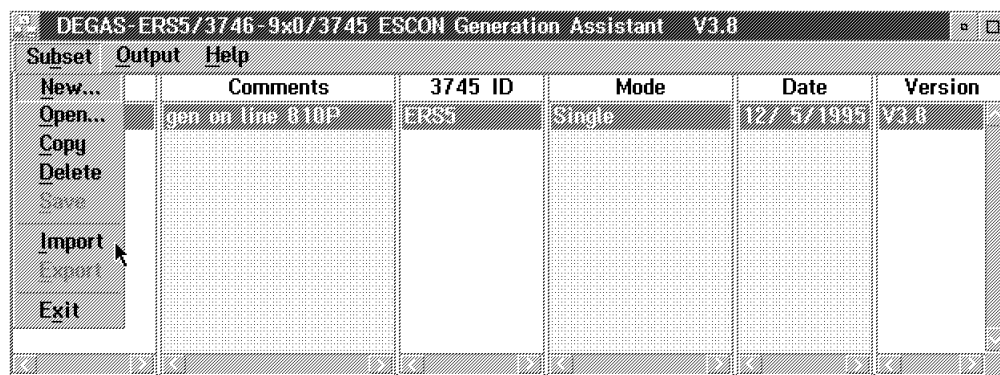 DEGAS-ERS5/3746-9x0/3745 ESCON Generation Assistant V3.8
Subset Output Help
New...
Open...
Copy
Delete
Save
Import
Export
Exit
Comments 3745 ID Mode Date Version
gen on line 810P ERS5 Single 12/ 5/1995 V3.8